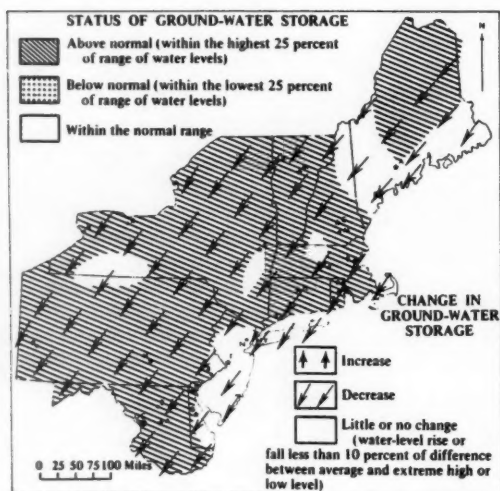 STATUS OF GROUND-WATER STORAGE
Above normal (within the highest 25 percent
of range of water levels)
Below normal (within the lowest 25 percent
of range of water levels)
Within the normal range
N
CHANGE IN
GROUND-WATER
STORAGE
Increase
Decrease
Little or no change
(water-level rise or
fall less than 10 percent of difference
between average and extreme high or
low level)
0 25 50 75 100 Miles